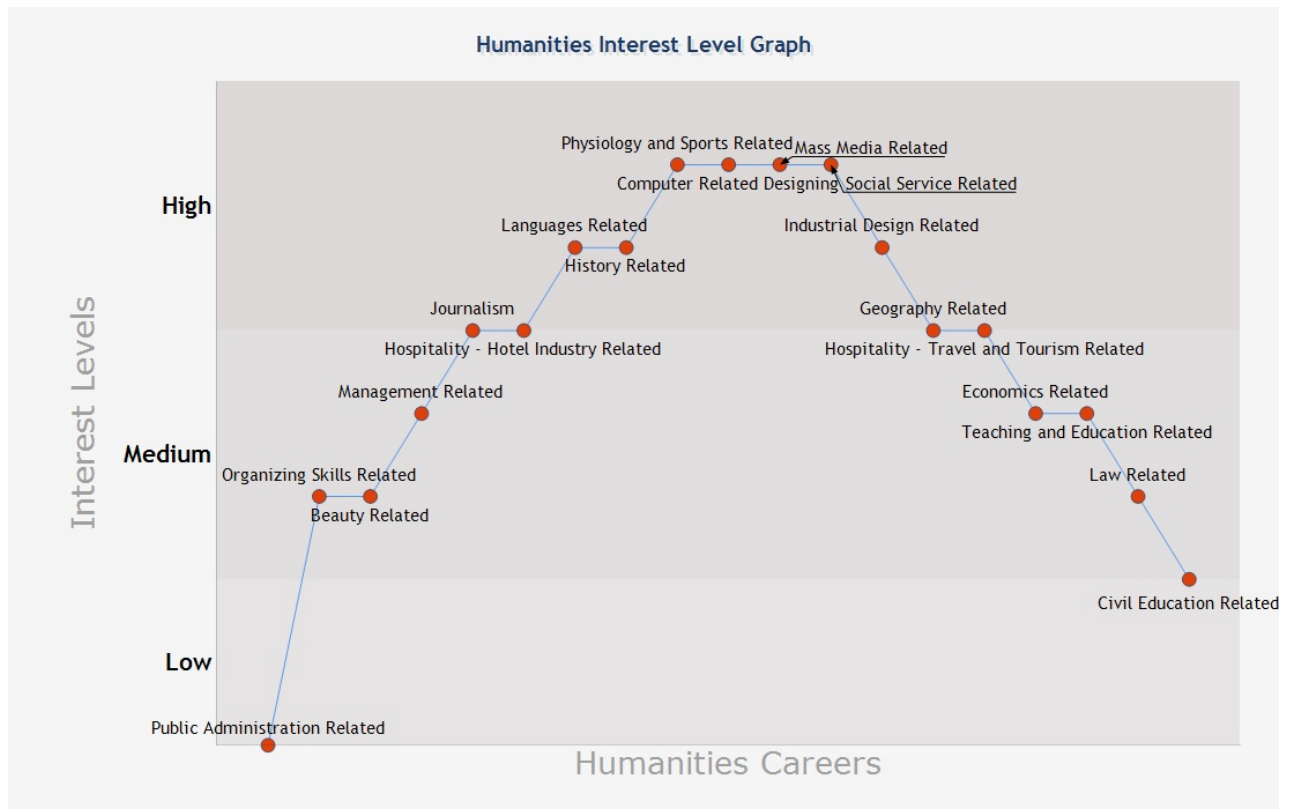 Humanities Interest Level Graph
Physiology and Sports Related
Mass Media Related
Computer Related Designing
Social Service Related
High
Languages Related
Industrial Design Related
History Related
Journalism
Geography Related
Hospitality - Hotel Industry Related
Hospitality - Travel and Tourism Related
Interest Levels
Management Related
Economics Related
Teaching and Education Related
Medium
Organizing Skills Related
Law Related
Beauty Related
Civil Education Related
Low
Public Administration Related
Humanities Careers